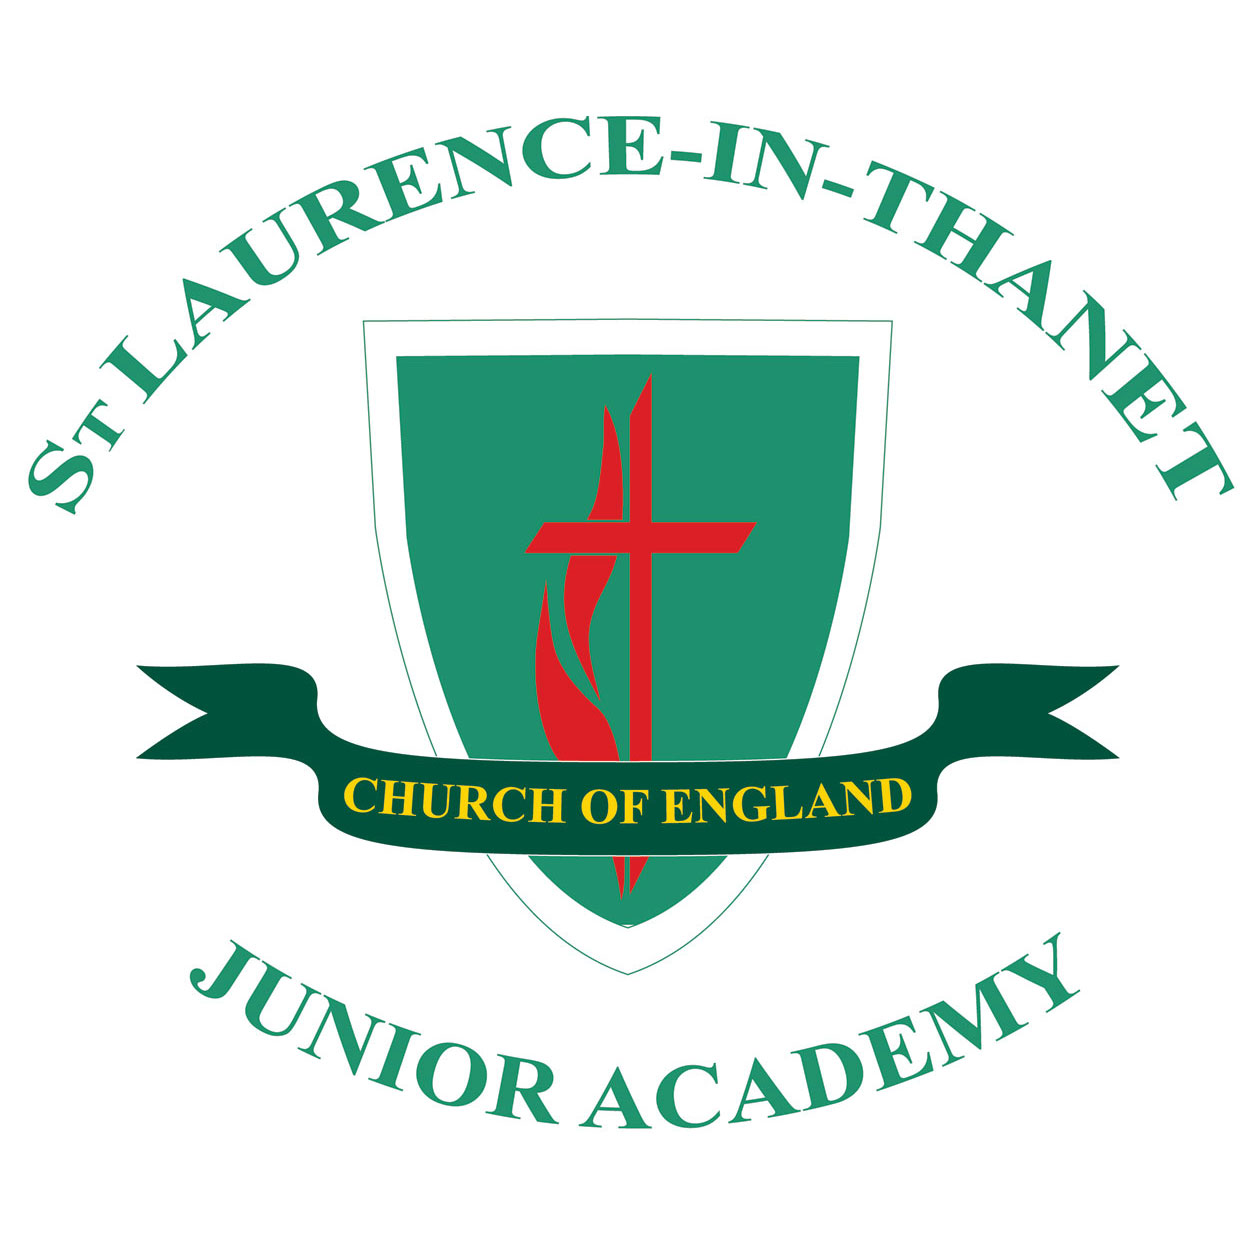 St LAURENCE-IN-THANET
CHURCH OF ENGLAND
JUNIOR ACADEMY